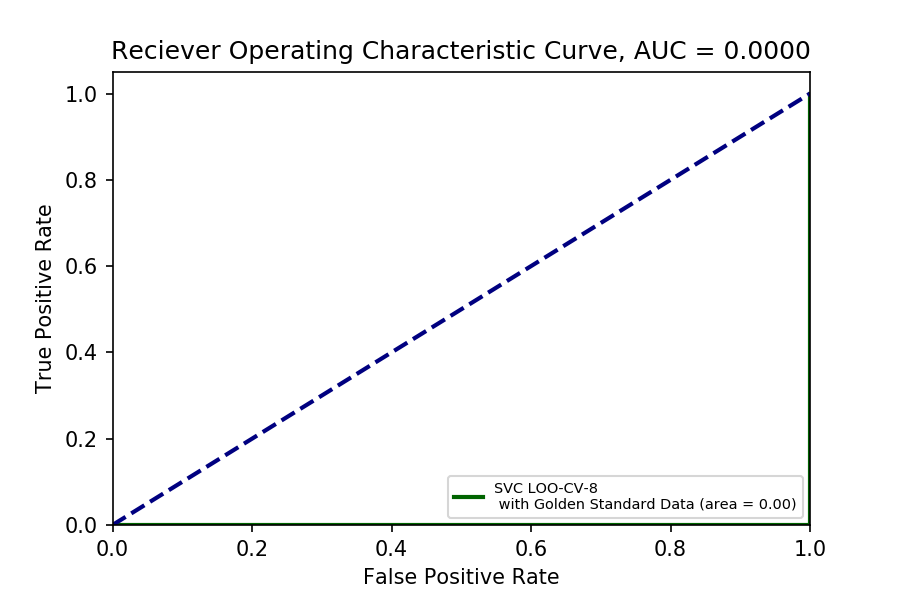 Reciever Operating Characteristic Curve, AUC = 0.0000
True Positive Rate
1.0
0.8
0.6
0.4
0.2
0.0
SVC LOO-CV-8
with Golden Standard Data (area = 0.00)
0.0 0.2 0.4 0.6 0.8 1.0
False Positive Rate